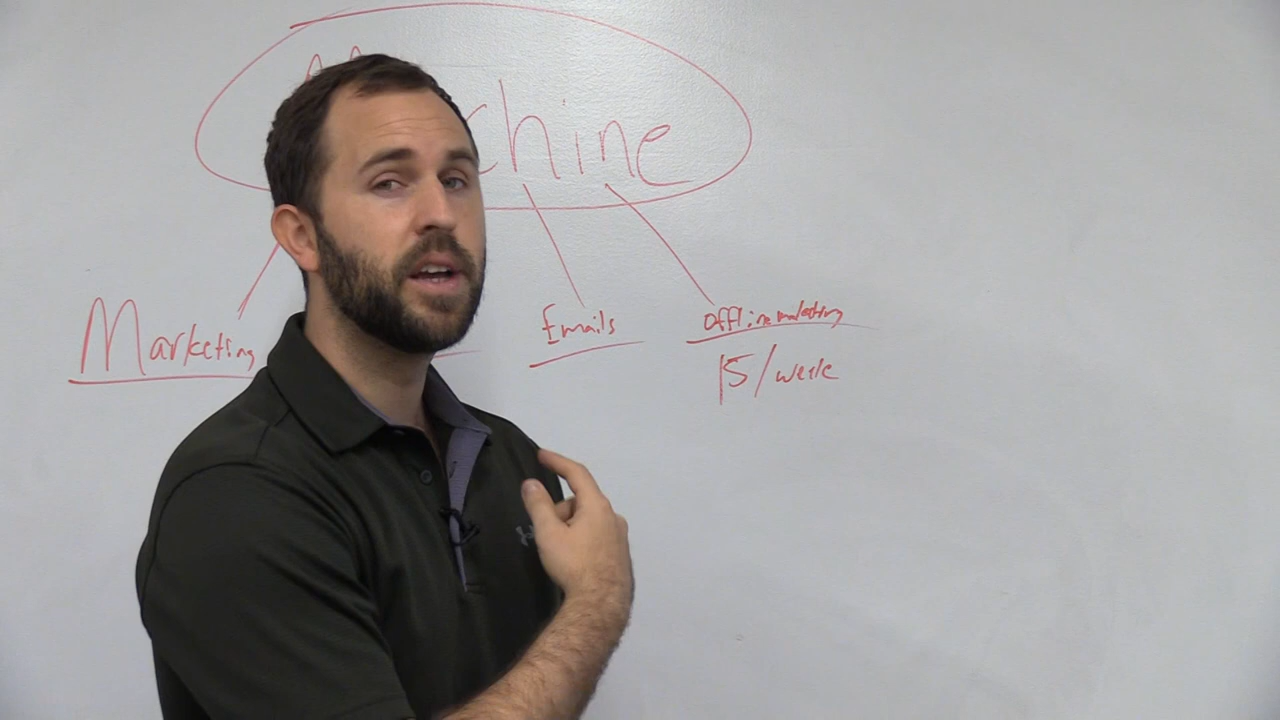 chine
Marketing
Emails
Offline marketing
15/week